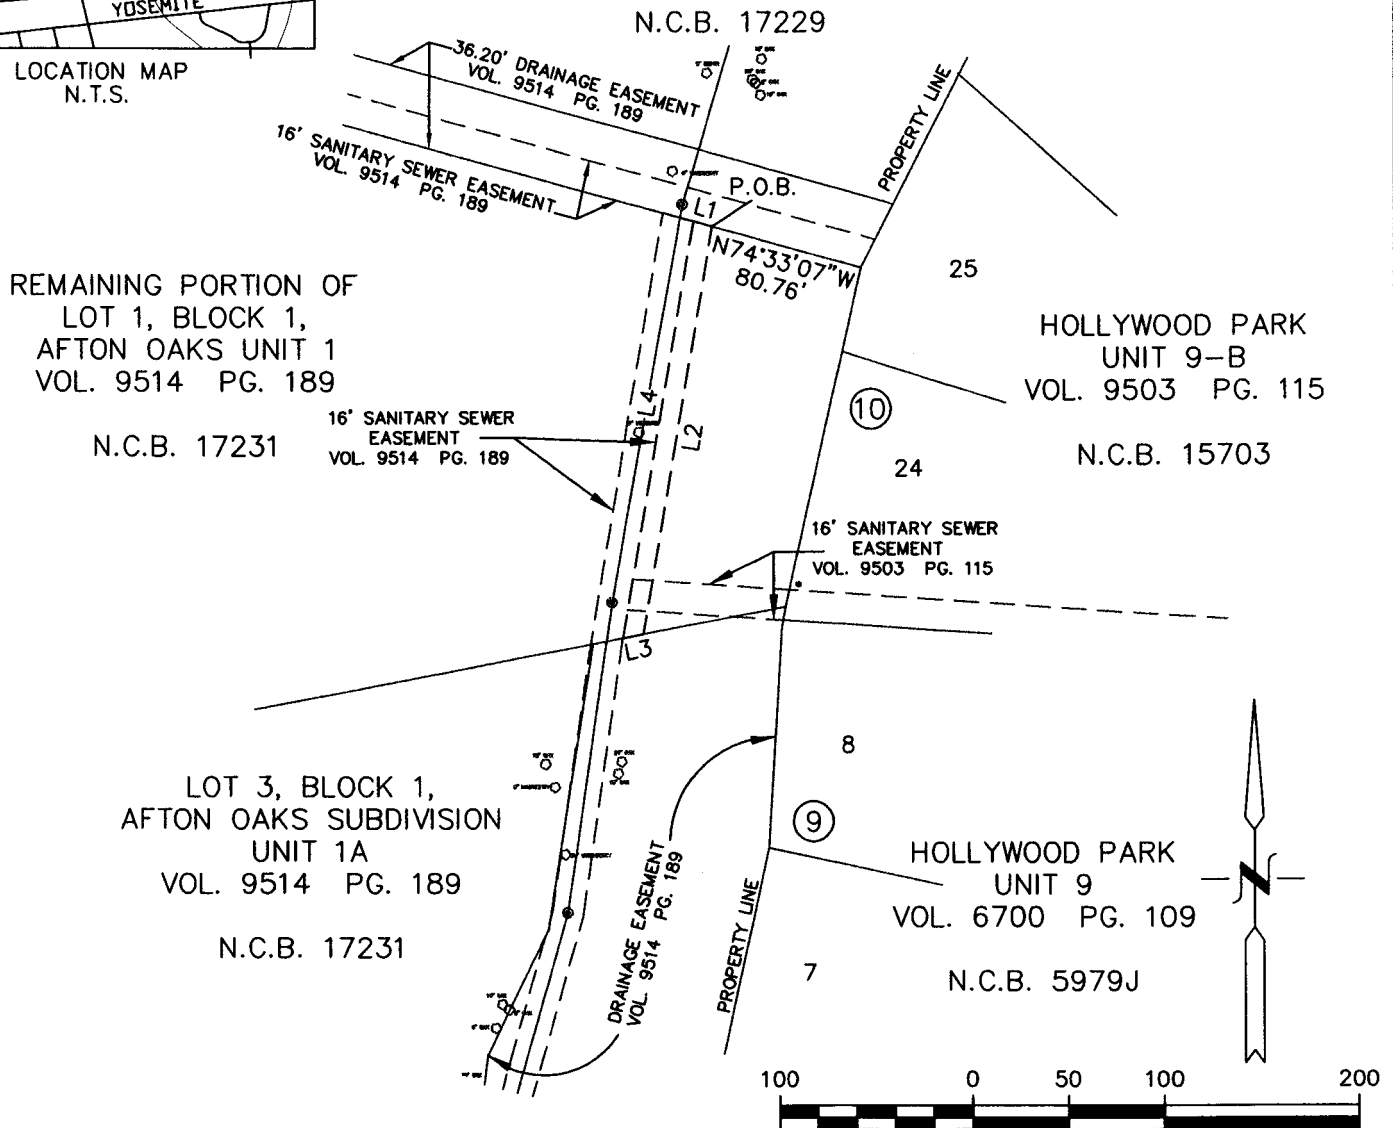 YOSEMITE
LOCATION MAP
N.T.S.
N.C.B. 17229
36.20' DRAINAGE EASEMENT
VOL. 9514 PG. 189
16' SANITARY SEWER EASEMENT
VOL. 9514 PG. 189
PROPERTY LINE
P.O.B.
L1
N74°33'07"W
80.76'
25
REMAINING PORTION OF
LOT 1, BLOCK 1,
AFTON OAKS UNIT 1
VOL. 9514 PG. 189
N.C.B. 17231
HOLLYWOOD PARK
UNIT 9-B
VOL. 9503 PG. 115
N.C.B. 15703
L4
L2
10
16' SANITARY SEWER
EASEMENT
VOL. 9514 PG. 189
24
16' SANITARY SEWER
EASEMENT
VOL. 9503 PG. 115
L3
8
LOT 3, BLOCK 1,
AFTON OAKS SUBDIVISION
UNIT 1A
VOL. 9514 PG. 189
N.C.B. 17231
9
DRAINAGE EASEMENT
VOL. 9514 PG. 189
PROPERTY LINE
HOLLYWOOD PARK
UNIT 9
VOL. 6700 PG. 109
N.C.B. 5979J
7
N
100 0 50 100 200